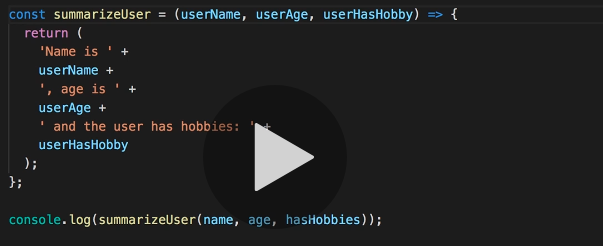 const summarizeUser = (userName, userAge, userHasHobby) => {
  return (
    'Name is ' +
    userName +
    ', age is ' +
    userAge +
    ' and the user has hobbies: ' +
    userHasHobby
  );
};
console.log(summarizeUser(name, age, hasHobbies));